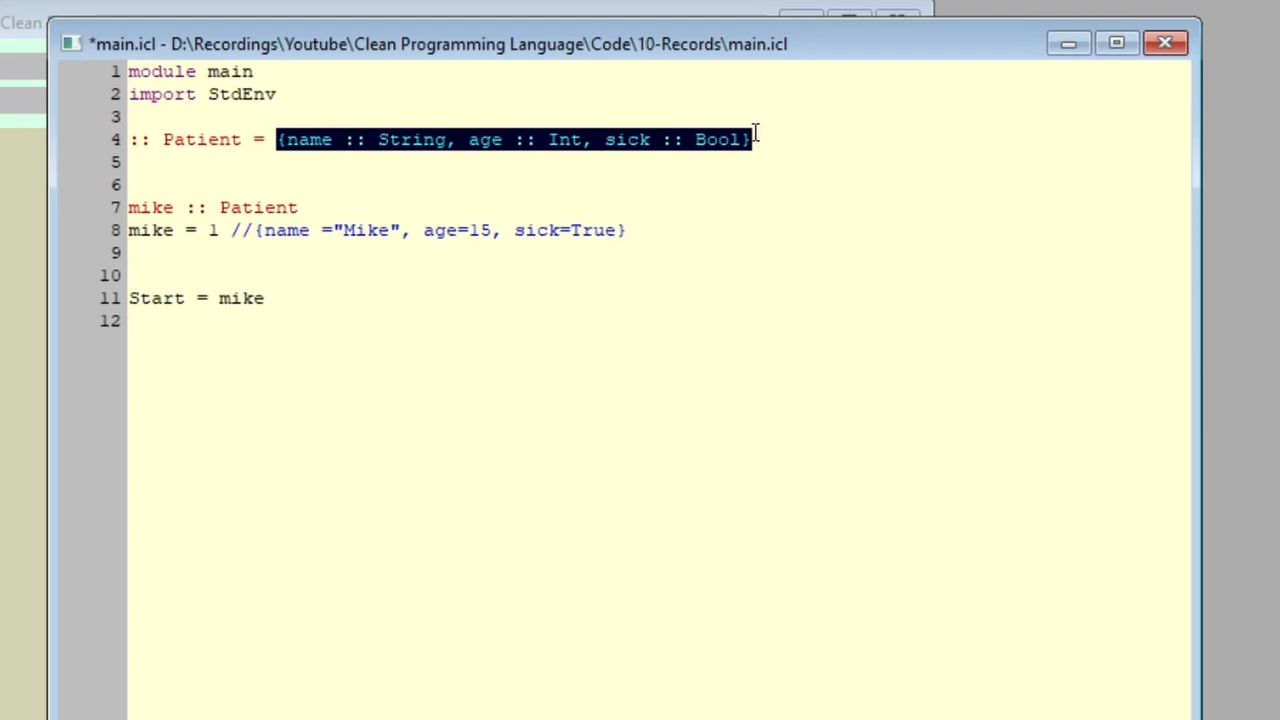 Clean
*main.icl - D:\Recordings\Youtube\Clean Programming Language\Code\10-Records\main.icl
1 module main
2 import StdEnv
3
4 :: Patient = {name :: String, age :: Int, sick :: Bool}
5
6
7 mike :: Patient
8 mike = 1 //{name ="Mike", age=15, sick=True}
9
10
11 Start = mike
12